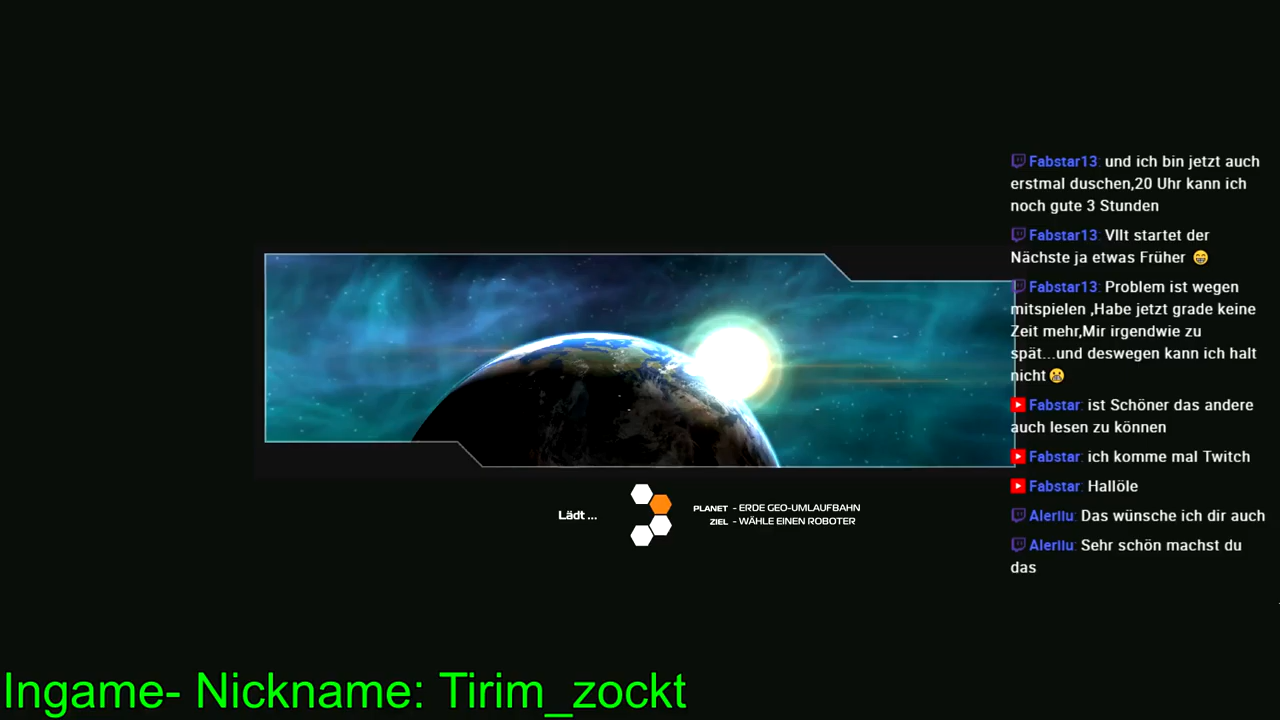 Fabstar13: und ich bin jetzt auch
erstmal duschen,20 Uhr kann ich
noch gute 3 Stunden
Fabstar13: VIlt startet der
Nächste ja etwas Früher 😁
Fabstar13: Problem ist wegen
mitspielen ,Habe jetzt grade keine
Zeit mehr,Mir irgendwie zu
spät...und deswegen kann ich halt
nicht😬
Fabstar: ist Schöner das andere
auch lesen zu können
Fabstar: ich komme mal Twitch
Fabstar: Hallöle
Alerilu: Das wünsche ich dir auch
Alerilu: Sehr schön machst du
das
Lädt ...
PLANET - ERDE GEO-UMLAUFBAHN
ZIEL - WÄHLE EINEN ROBOTER
Ingame- Nickname: Tirim_zockt